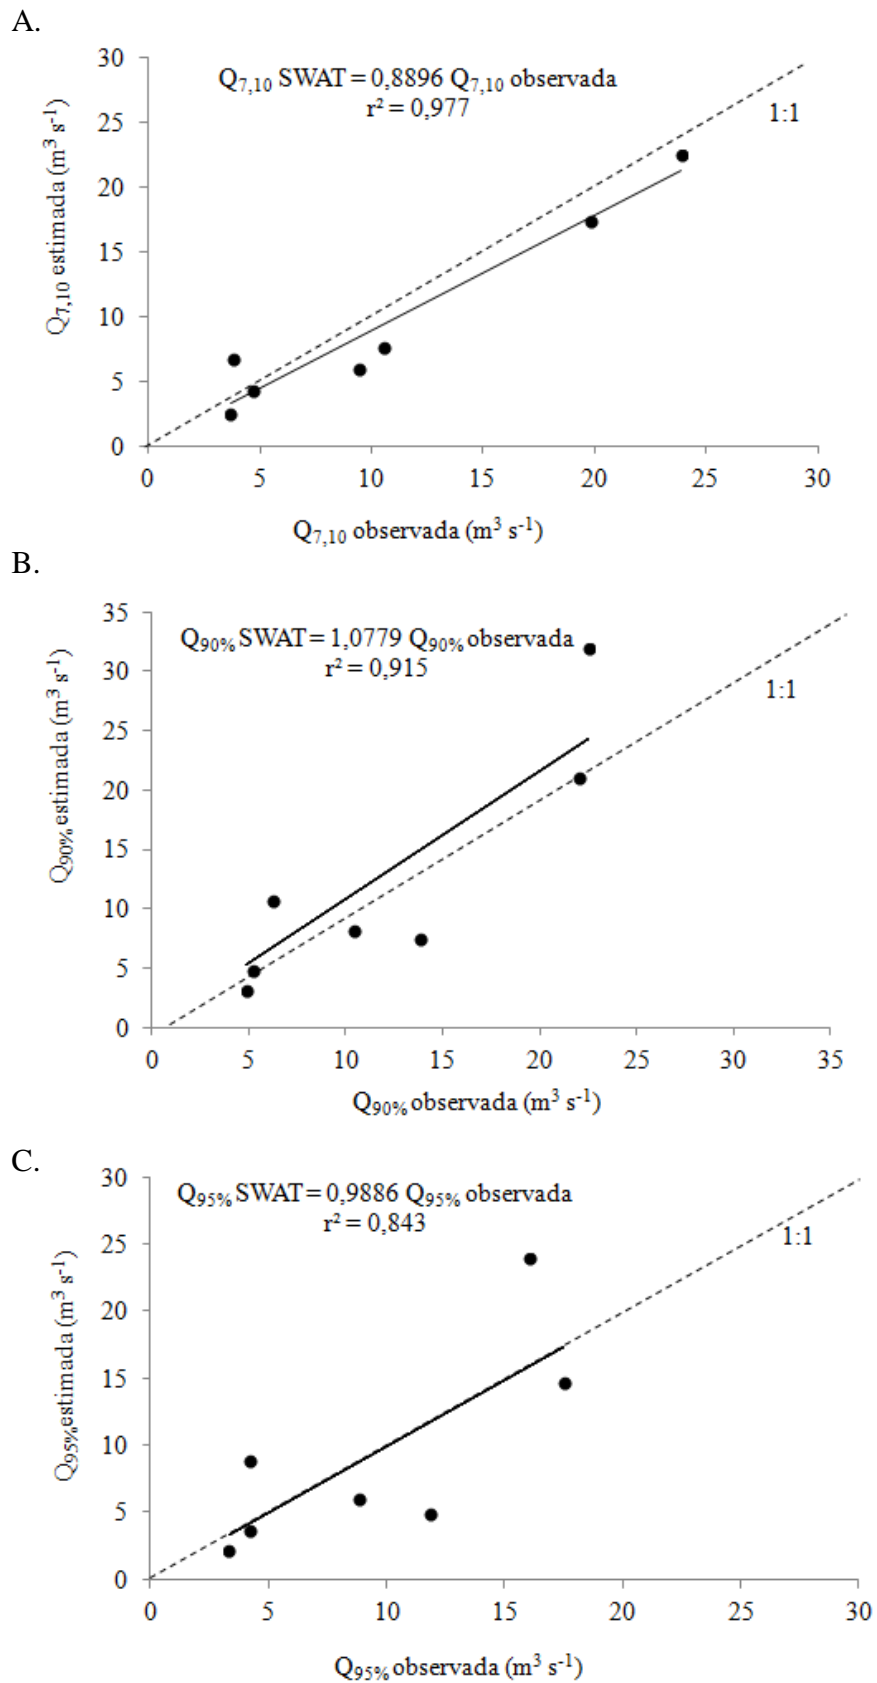 A.
Q7,10 SWAT = 0,8896 Q7,10 observada
r² = 0,977
1:1
Q7,10 estimada (m³ s⁻¹)
30
25
20
15
10
5
0
0 5 10 15 20 25 30
Q7,10 observada (m³ s⁻¹)
B.
Q90% SWAT = 1,0779 Q90% observada
r² = 0,915
1:1
Q90% estimada (m³ s⁻¹)
35
30
25
20
15
10
5
0
0 5 10 15 20 25 30 35
Q90% observada (m³ s⁻¹)
C.
Q95% SWAT = 0,9886 Q95% observada
r² = 0,843
1:1
Q95% estimada (m³ s⁻¹)
30
25
20
15
10
5
0
0 5 10 15 20 25 30
Q95% observada (m³ s⁻¹)